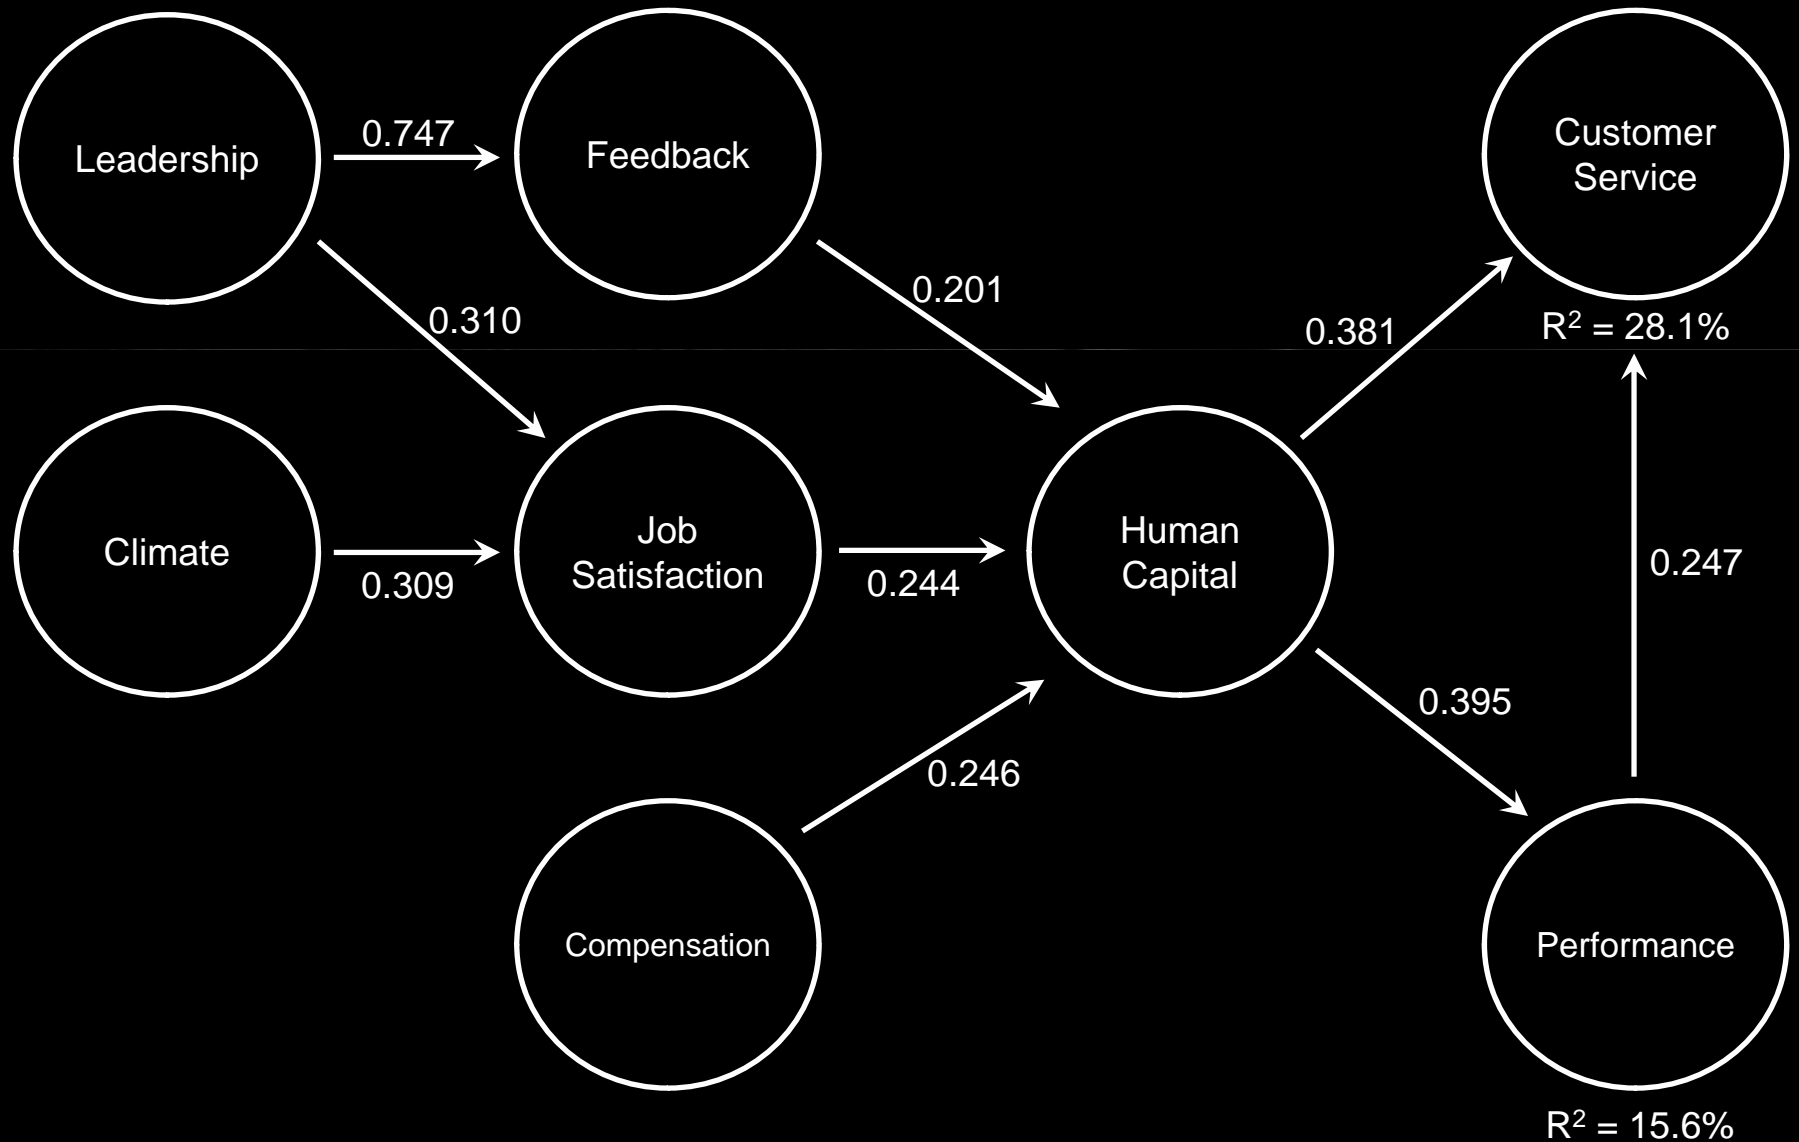 Leadership
0.747
Feedback
Customer
Service
0.310
0.201
0.381
R² = 28.1%
Climate
0.309
Job
Satisfaction
0.244
Human
Capital
0.247
0.246
0.395
Compensation
Performance
R² = 15.6%